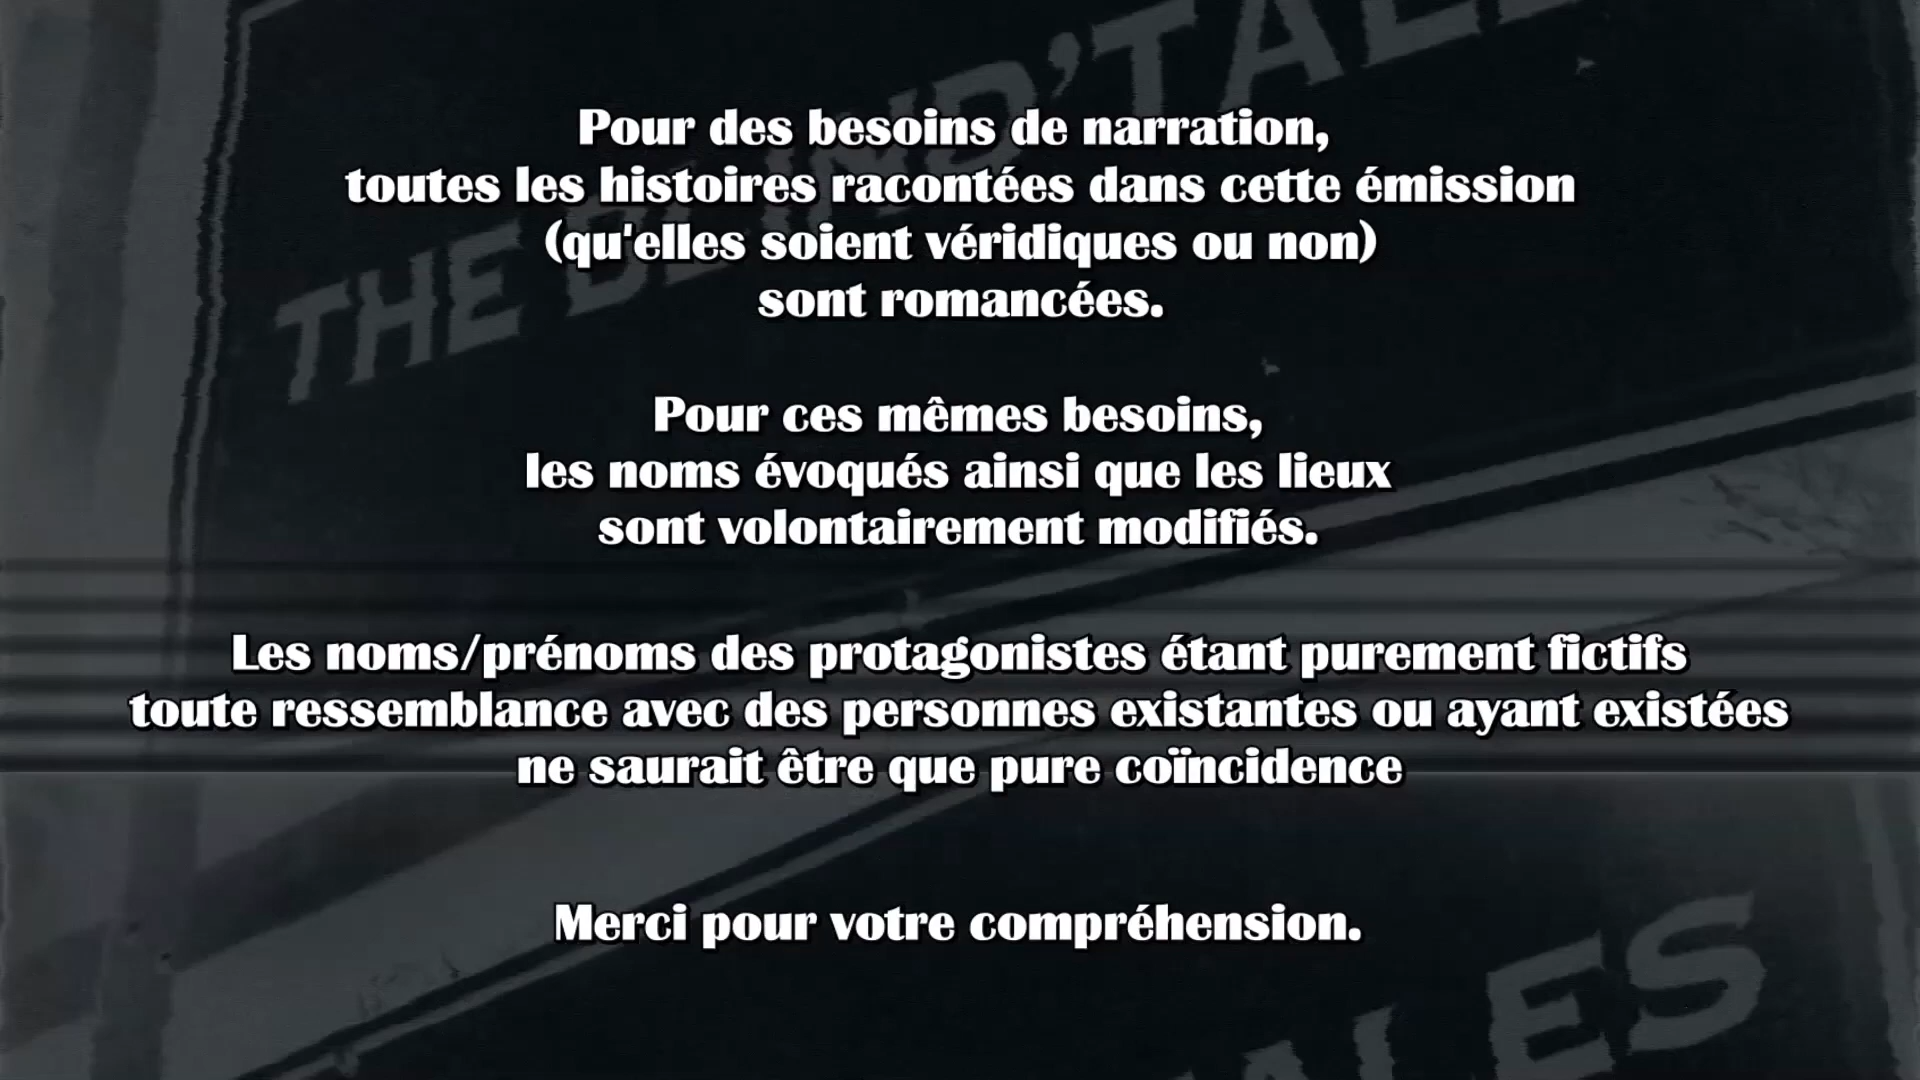 THE BLIND'TALE
Pour des besoins de narration,
toutes les histoires racontées dans cette émission
(qu'elles soient véridiques ou non)
sont romancées.
Pour ces mêmes besoins,
les noms évoqués ainsi que les lieux
sont volontairement modifiés.
Les noms/prénoms des protagonistes étant purement fictifs
toute ressemblance avec des personnes existantes ou ayant existées
ne saurait être que pure coïncidence
Merci pour votre compréhension.
ALES